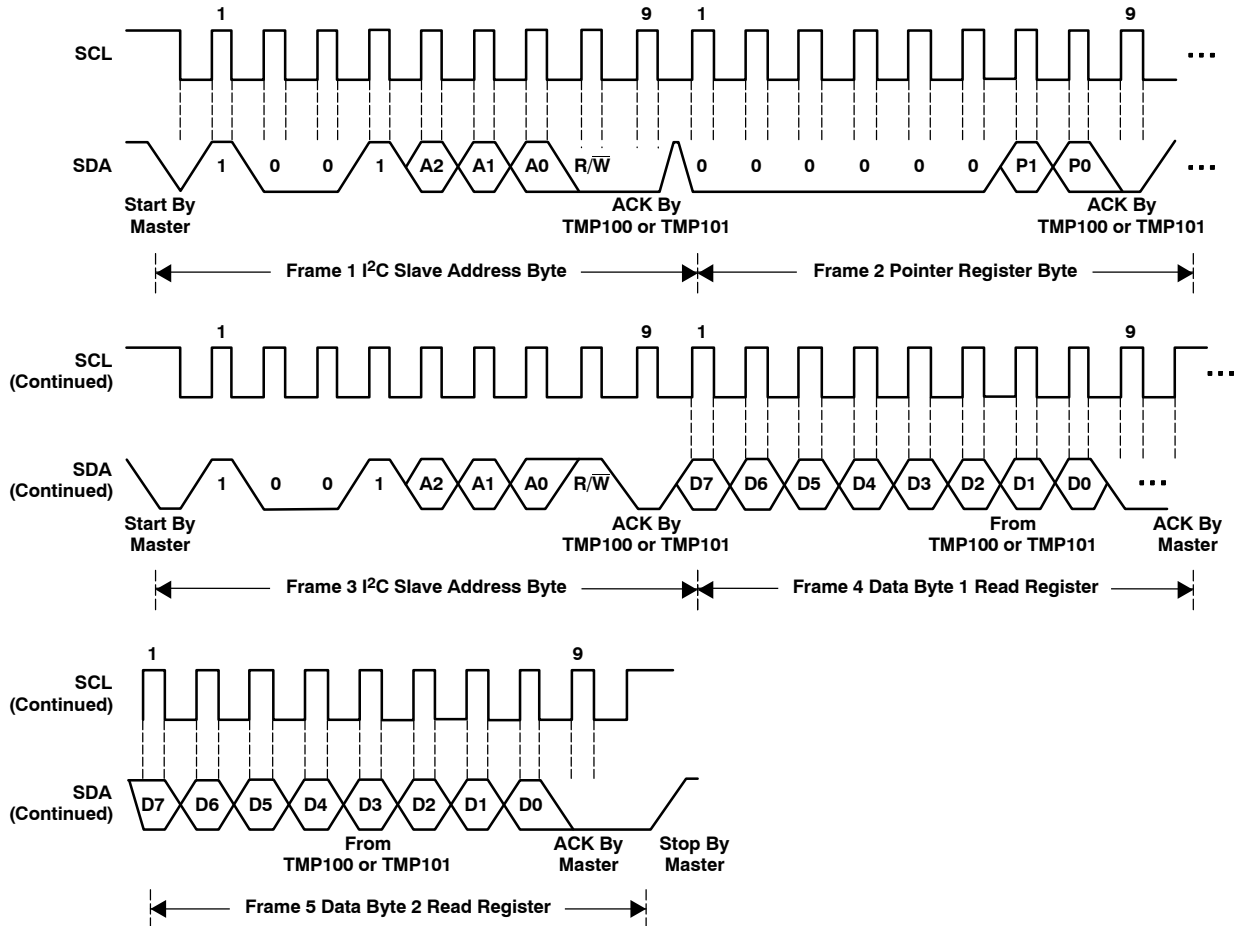 1 9 1 9
SCL ...
SDA 1 0 0 1 A2 A1 A0 R/W̅ 0 0 0 0 0 0 P1 P0 ...
Start By Master
ACK By TMP100 or TMP101
ACK By TMP100 or TMP101
Frame 1 I²C Slave Address Byte
Frame 2 Pointer Register Byte
1 9 1 9
SCL (Continued) ...
SDA (Continued) 1 0 0 1 A2 A1 A0 R/W̅ D7 D6 D5 D4 D3 D2 D1 D0 ...
Start By Master
ACK By TMP100 or TMP101
From TMP100 or TMP101
ACK By Master
Frame 3 I²C Slave Address Byte
Frame 4 Data Byte 1 Read Register
1 9
SCL (Continued)
SDA (Continued) D7 D6 D5 D4 D3 D2 D1 D0
From TMP100 or TMP101
ACK By Master
Stop By Master
Frame 5 Data Byte 2 Read Register